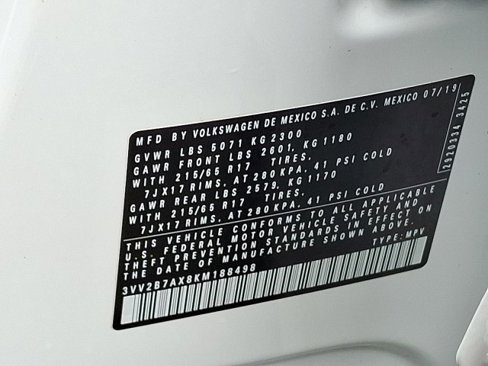 MFD BY VOLKSWAGEN DE MEXICO S.A. DE C.V. MEXICO 07/19
GVWR LBS 5071 KG 2300
GAWR FRONT LBS 2601, KG 1180
WITH 215/65 R17 TIRES,
7JX17 RIMS, AT 280 KPA, 41 PSI COLD
GAWR REAR LBS 2579, KG 1170
WITH 215/65 R17 TIRES,
7JX17 RIMS, AT 280 KPA, 41 PSI COLD
THIS VEHICLE CONFORMS TO ALL APPLICABLE
U.S. FEDERAL MOTOR VEHICLE SAFETY AND
THEFT PREVENTION STANDARDS IN EFFECT ON
THE DATE OF MANUFACTURE SHOWN ABOVE.
3VV2B7AX8KM188498 TYPE: MPV
2920334 3425